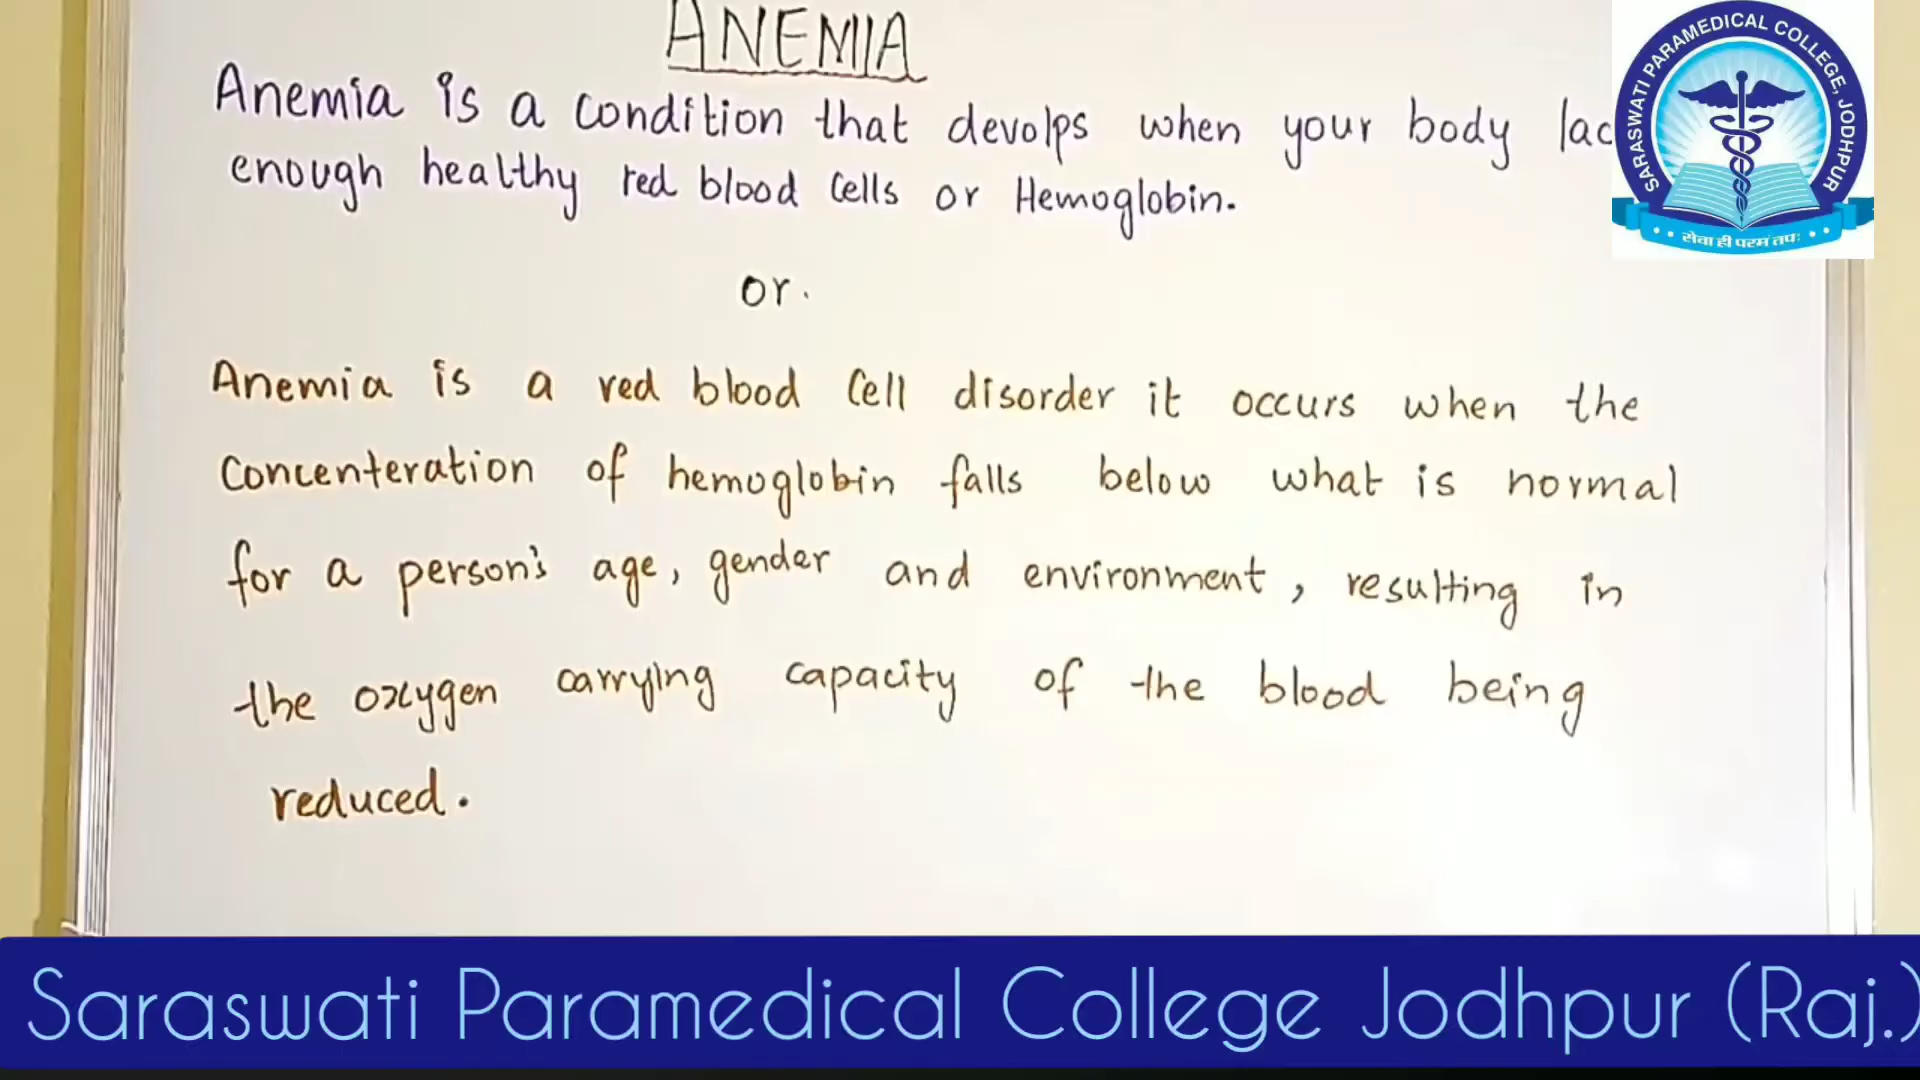 ANEMIA
Anemia is a condition that devolps when your body lac
enough healthy red blood cells or Hemoglobin.
or.
Anemia is a red blood cell disorder it occurs when the
Concenteration of hemoglobin falls below what is normal
for a person's age, gender and environment, resulting in
the oxygen carrying capacity of the blood being
reduced.
SARASWATI PARAMEDICAL COLLEGE, JODHPUR
सेवा ही परमं तपः
Saraswati Paramedical College Jodhpur (Raj.)